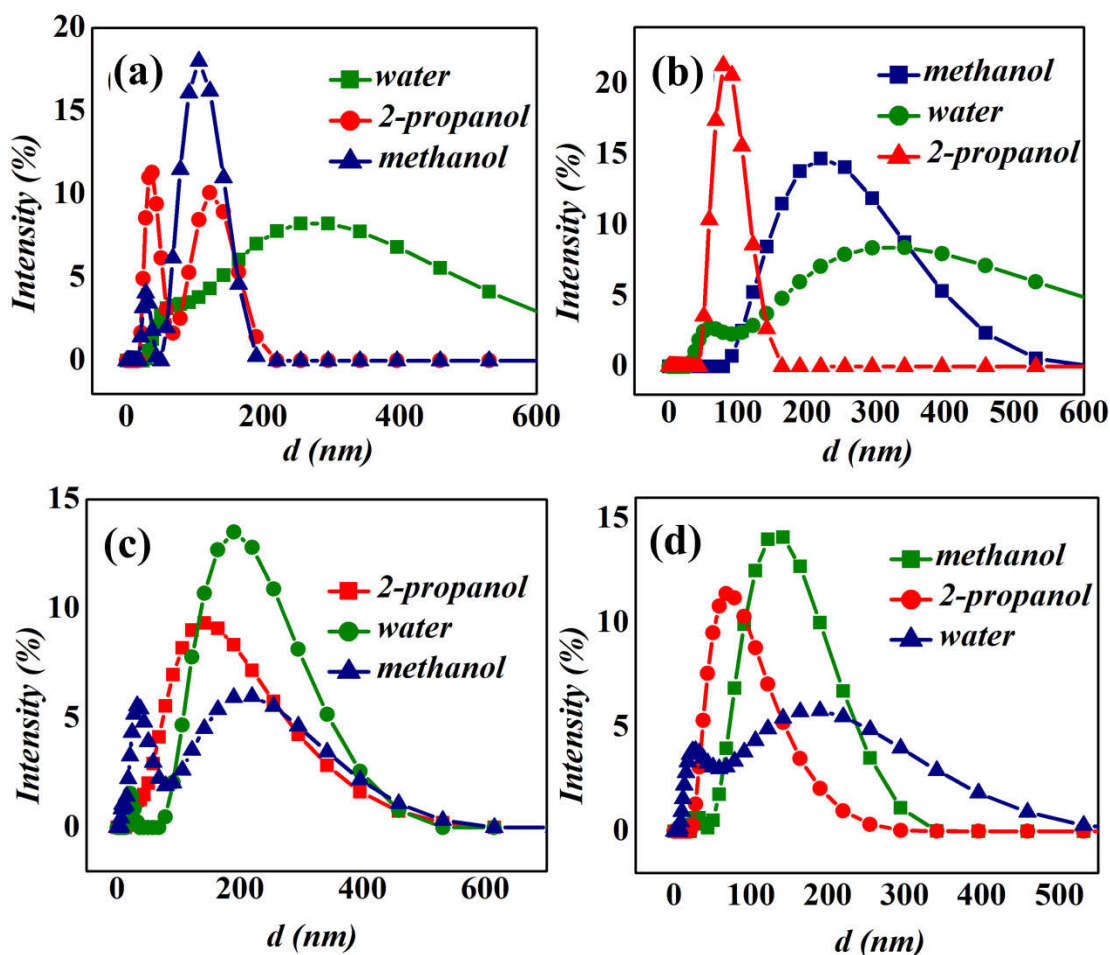 (a)
water
2-propanol
methanol
Intensity (%)
20
15
10
5
0
0 200 400 600
d (nm)
(b)
methanol
water
2-propanol
Intensity (%)
20
15
10
5
0
0 100 200 300 400 500 600
d (nm)
(c)
2-propanol
water
methanol
Intensity (%)
15
10
5
0
0 200 400 600
d (nm)
(d)
methanol
2-propanol
water
Intensity (%)
15
10
5
0
0 100 200 300 400 500
d (nm)